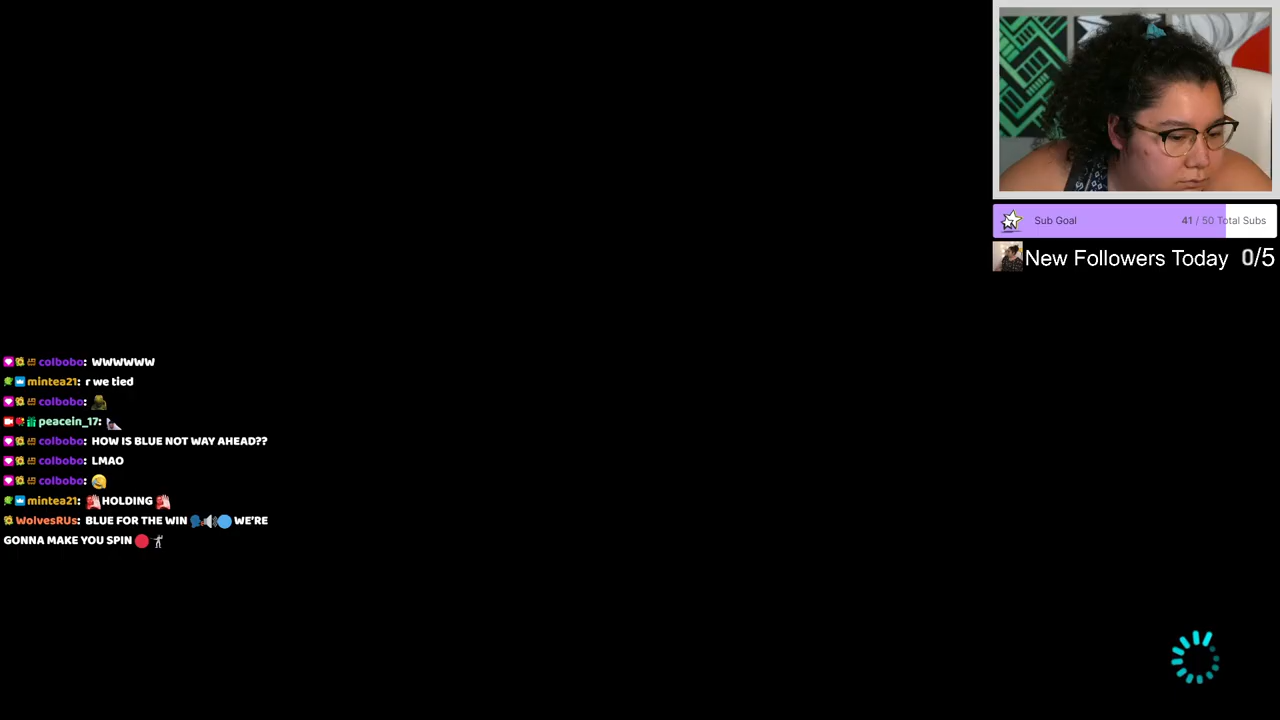 Sub Goal 41 / 50 Total Subs
New Followers Today 0/5
colbobo: WWWWWW
mintea21: r we tied
colbobo:
peacein_17:
colbobo: HOW IS BLUE NOT WAY AHEAD??
colbobo: LMAO
colbobo:
mintea21: HOLDING
WolvesRUs: BLUE FOR THE WIN WE'RE
GONNA MAKE YOU SPIN